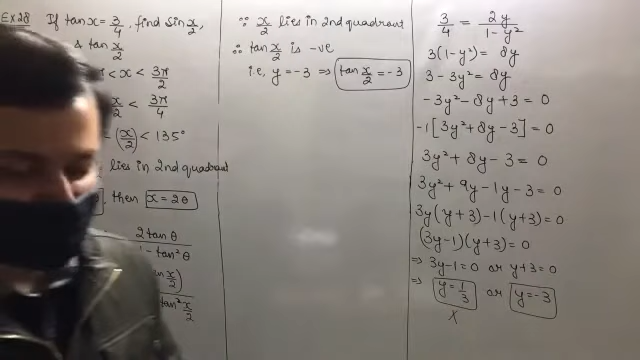 EX 28 If tan x = 3/4, find sin x/2,
& tan x/2
π < x < 3π/2
x/2 < 3π/4
(x/2) < 135°
lies in 2nd quadrant
, then x = 2θ
2tanθ
1 - tan²θ
x/2)
tan² x/2
∵ x/2 lies in 2nd quadrant
∴ tan x/2 is -ve
i.e, y = -3 ⇒ tan x/2 = -3
3/4 = 2y/1-y²
3(1-y²) = 8y
3 - 3y² = 8y
-3y² - 8y + 3 = 0
-1[3y² + 8y - 3] = 0
3y² + 8y - 3 = 0
3y² + 9y - 1y - 3 = 0
3y(y+3) - 1(y+3) = 0
(3y-1)(y+3) = 0
⇒ 3y-1 = 0 or y+3 = 0
⇒ y = 1/3 or y = -3
X